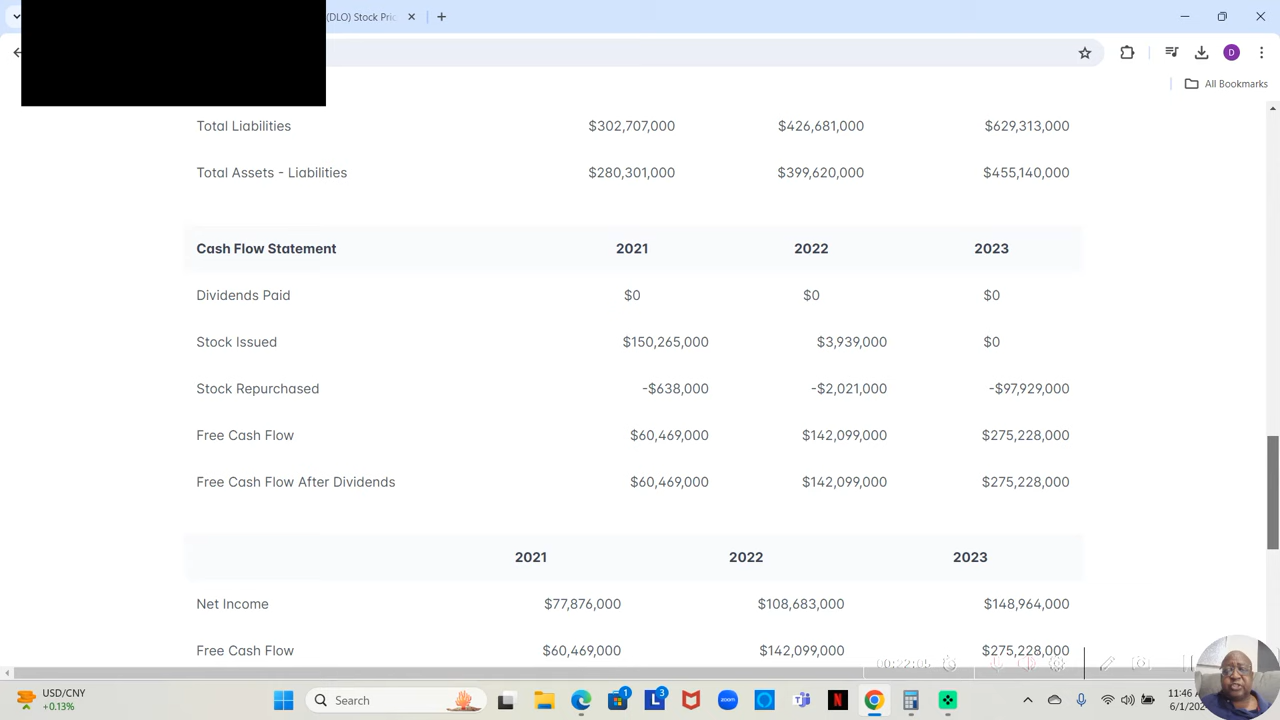 (DLO) Stock Pric
All Bookmarks
Total Liabilities $302,707,000 $426,681,000 $629,313,000
Total Assets - Liabilities $280,301,000 $399,620,000 $455,140,000
Cash Flow Statement 2021 2022 2023
Dividends Paid $0 $0 $0
Stock Issued $150,265,000 $3,939,000 $0
Stock Repurchased -$638,000 -$2,021,000 -$97,929,000
Free Cash Flow $60,469,000 $142,099,000 $275,228,000
Free Cash Flow After Dividends $60,469,000 $142,099,000 $275,228,000
2021 2022 2023
Net Income $77,876,000 $108,683,000 $148,964,000
Free Cash Flow $60,469,000 $142,099,000 $275,228,000
USD/CNY
+0.13%
Search
zoom
11:46 AM